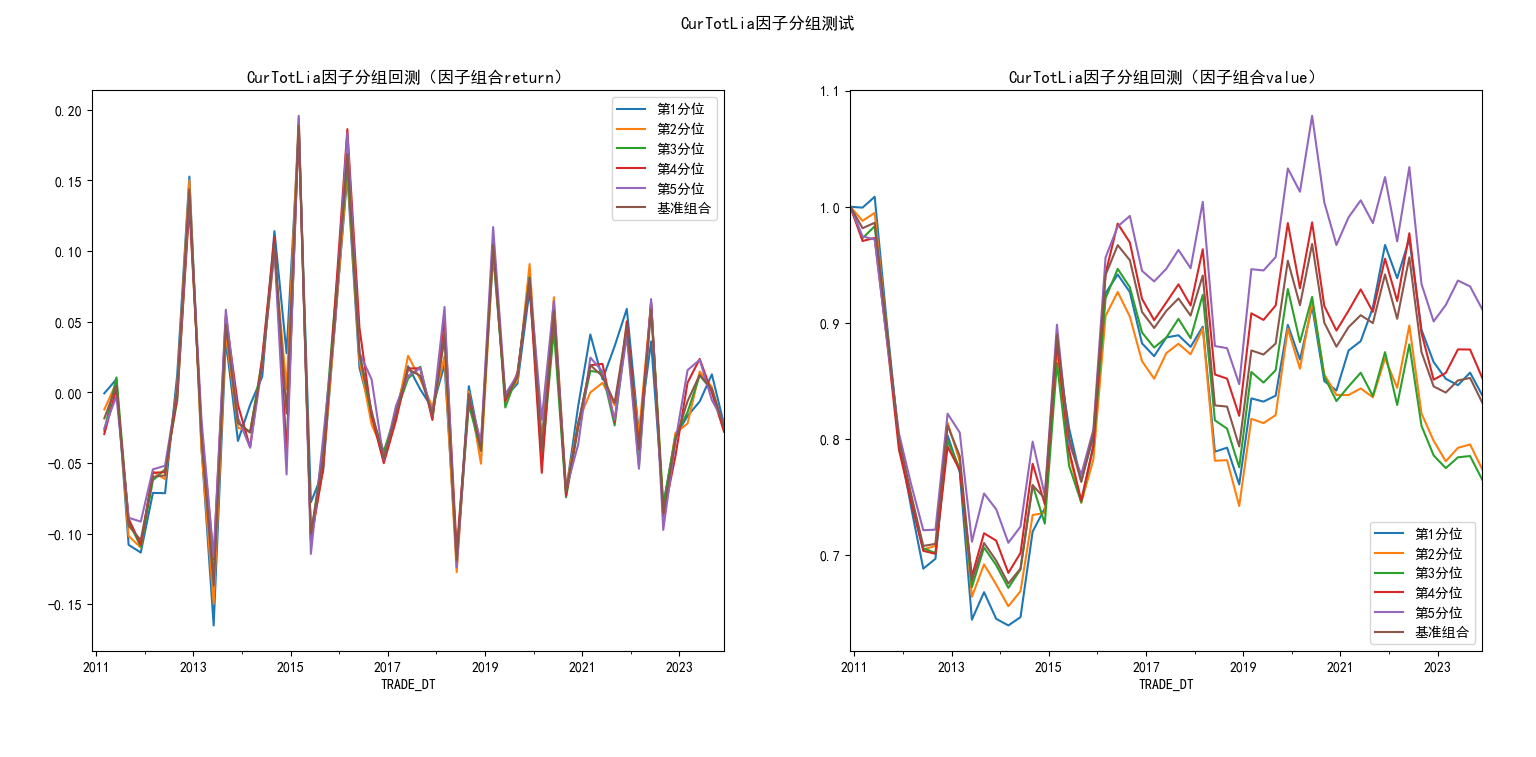 CurTotLia因子分组测试
CurTotLia因子分组回测（因子组合return）
0.20
0.15
0.10
0.05
0.00
−0.05
−0.10
−0.15
2011
2013
2015
2017
2019
2021
2023
TRADE_DT
第1分位
第2分位
第3分位
第4分位
第5分位
基准组合
CurTotLia因子分组回测（因子组合value）
1.1
1.0
0.9
0.8
0.7
2011
2013
2015
2017
2019
2021
2023
TRADE_DT
第1分位
第2分位
第3分位
第4分位
第5分位
基准组合